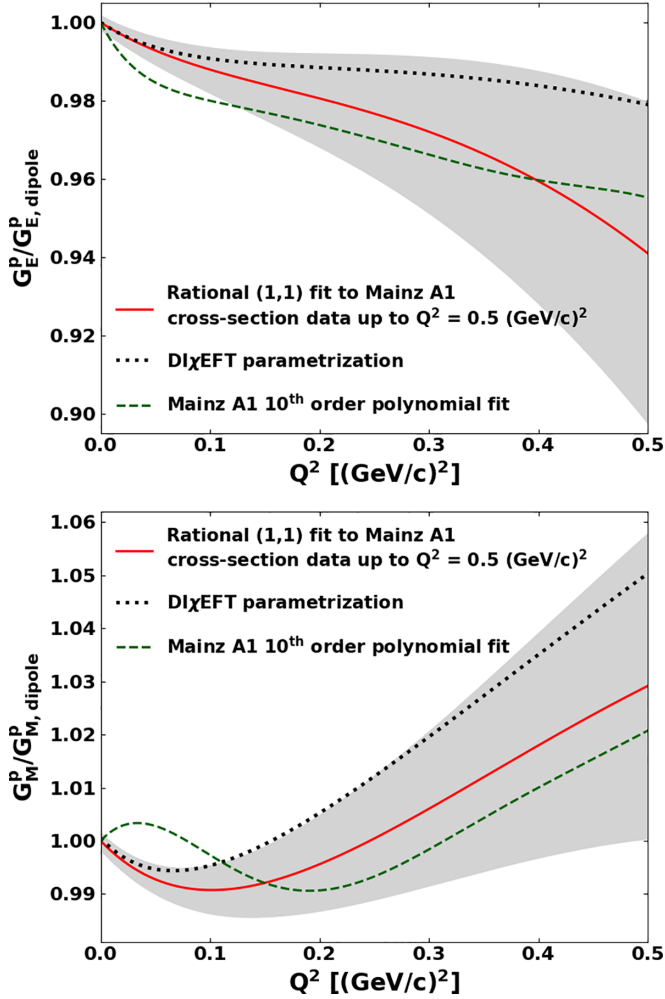 1.00
0.98
0.96
0.94
0.92
0.90
G_E^p/G_{E, dipole}^p
Rational (1,1) fit to Mainz A1
cross-section data up to Q² = 0.5 (GeV/c)²
DIχEFT parametrization
Mainz A1 10ᵗʰ order polynomial fit
0.0 0.1 0.2 0.3 0.4 0.5
Q² [(GeV/c)²]
1.06
1.05
1.04
1.03
1.02
1.01
1.00
0.99
G_M^p/G_{M, dipole}^p
Rational (1,1) fit to Mainz A1
cross-section data up to Q² = 0.5 (GeV/c)²
DIχEFT parametrization
Mainz A1 10ᵗʰ order polynomial fit
0.0 0.1 0.2 0.3 0.4 0.5
Q² [(GeV/c)²]